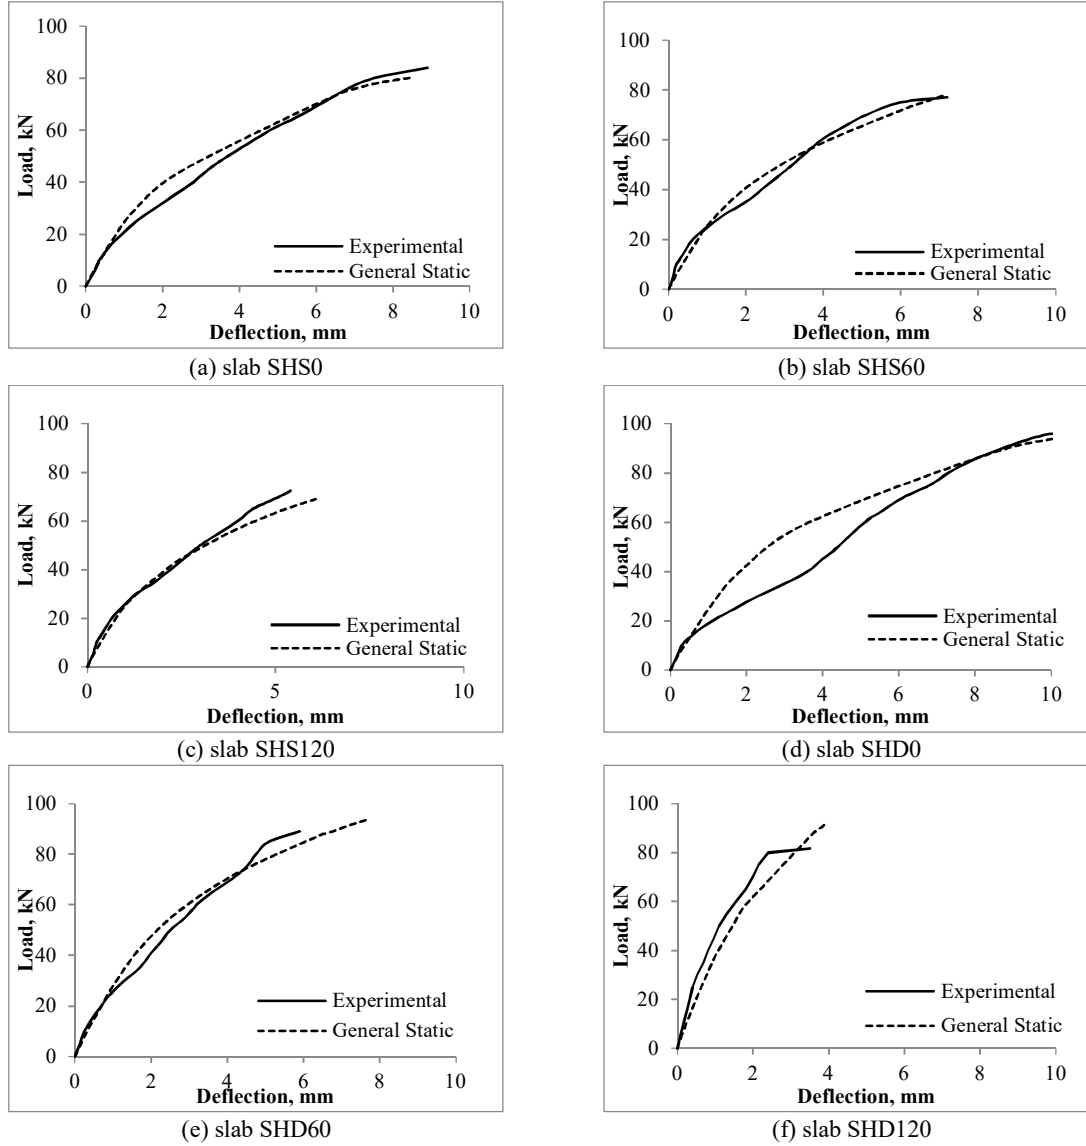 100
80
60
40
20
0
Load, kN
0 2 4 6 8 10
Deflection, mm
Experimental
General Static
(a) slab SHS0
100
80
60
40
20
0
Load, kN
0 2 4 6 8 10
Deflection, mm
Experimental
General Static
(b) slab SHS60
100
80
60
40
20
0
Load, kN
0 5 10
Deflection, mm
Experimental
General Static
(c) slab SHS120
100
80
60
40
20
0
Load, kN
0 2 4 6 8 10
Deflection, mm
Experimental
General Static
(d) slab SHD0
100
80
60
40
20
0
Load, kN
0 2 4 6 8 10
Deflection, mm
Experimental
General Static
(e) slab SHD60
100
80
60
40
20
0
Load, kN
0 2 4 6 8 10
Deflection, mm
Experimental
General Static
(f) slab SHD120